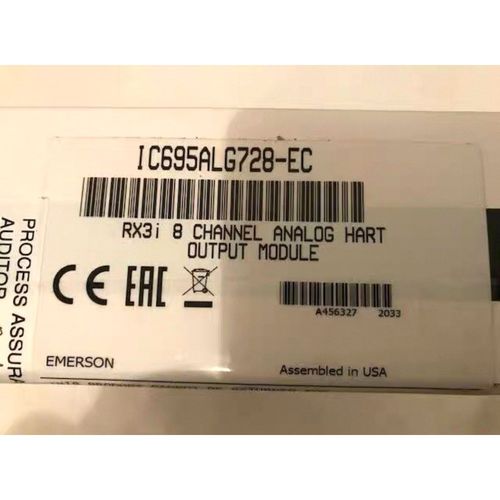 IC695ALG728-EC
RX3i 8 CHANNEL ANALOG HART
OUTPUT MODULE
CE EAC
A456327 2033
EMERSON
Assembled in USA
PROCESS
AUDITOR